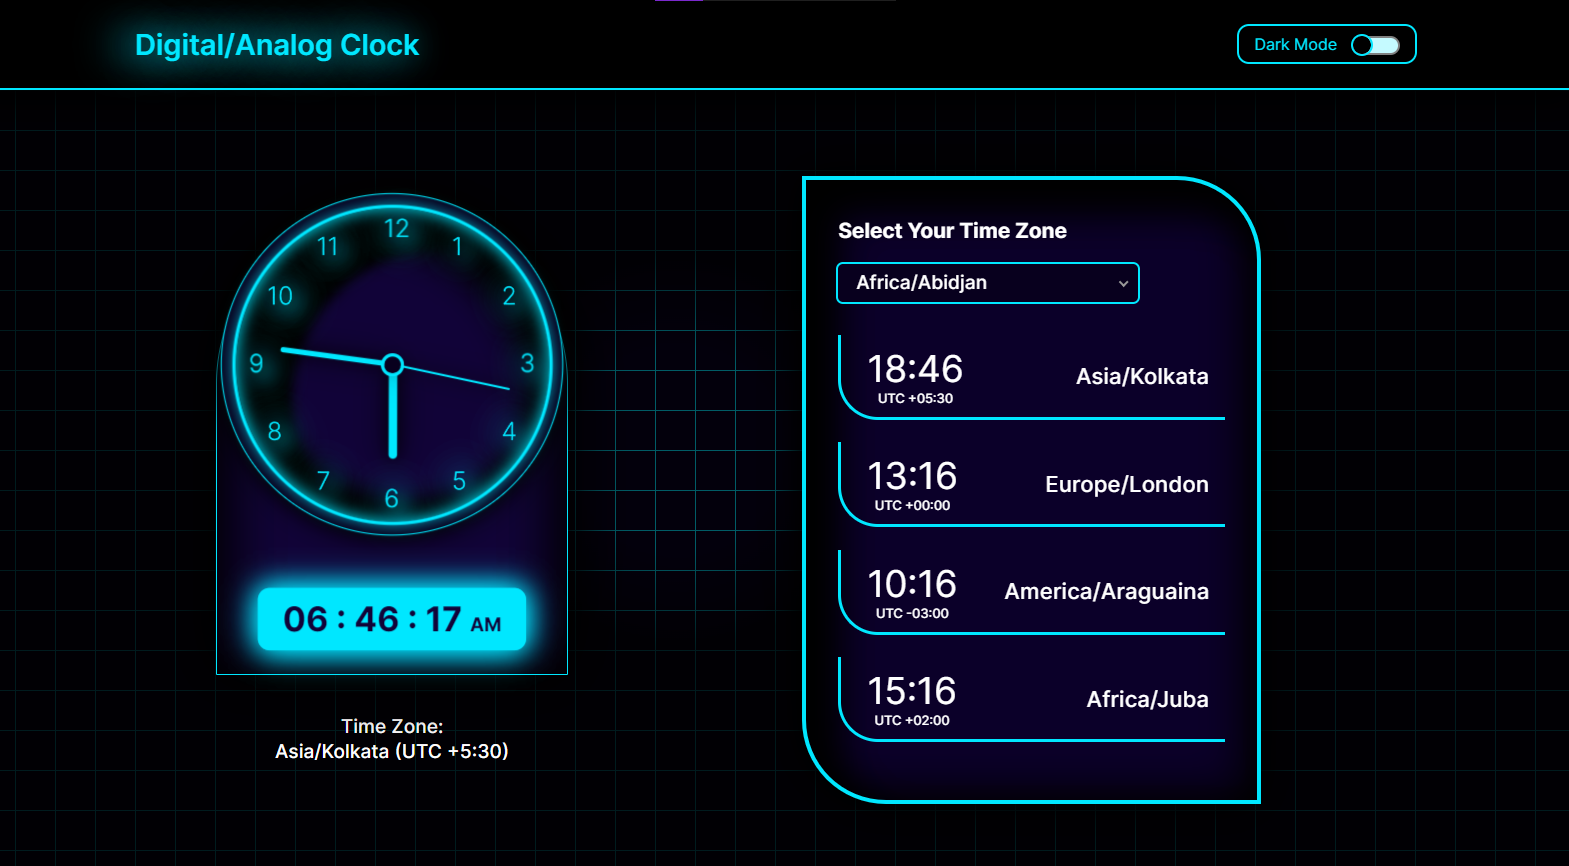 Digital/Analog Clock
Dark Mode
12
11
1
10
2
9
3
8
4
7
5
6
06 : 46 : 17 AM
Time Zone:
Asia/Kolkata (UTC +5:30)
Select Your Time Zone
Africa/Abidjan
18:46
UTC +05:30
Asia/Kolkata
13:16
UTC +00:00
Europe/London
10:16
UTC -03:00
America/Araguaina
15:16
UTC +02:00
Africa/Juba